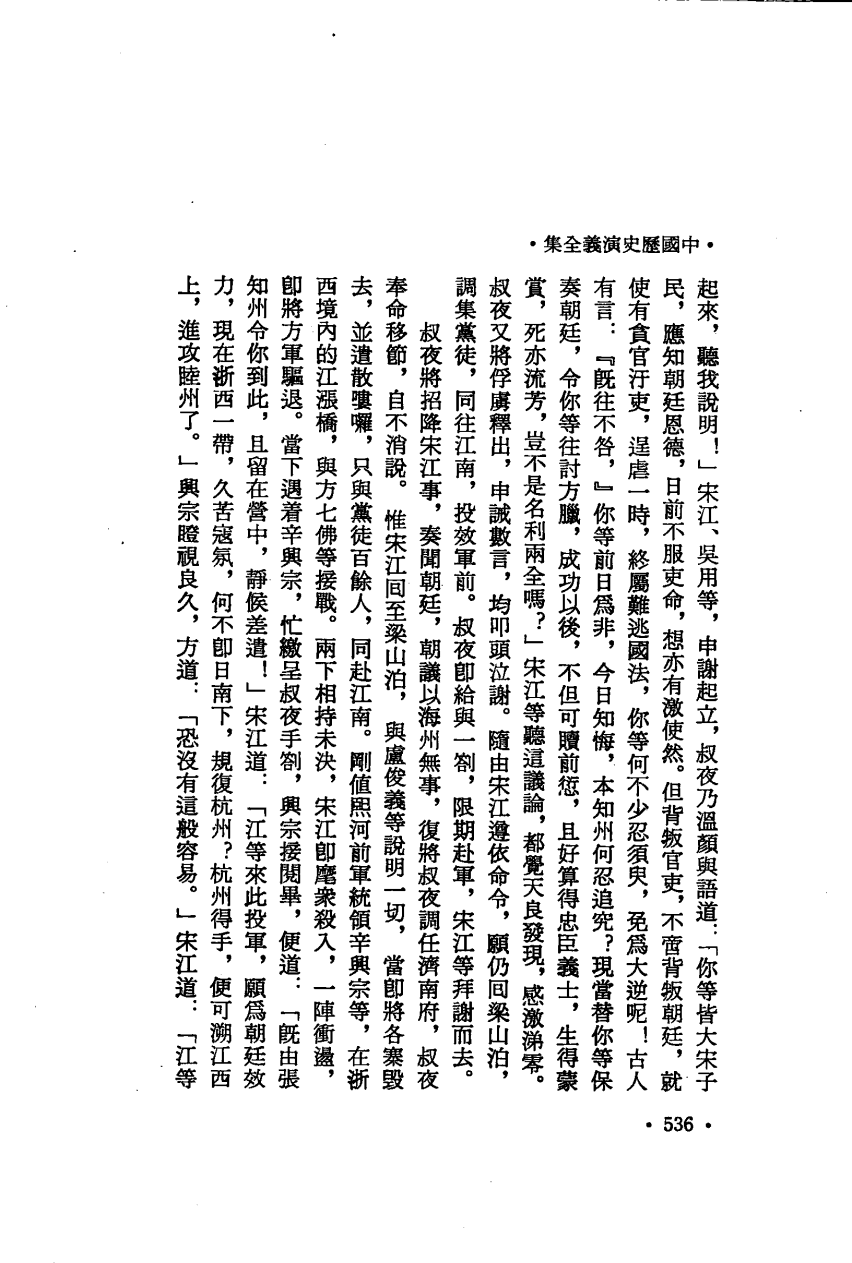 •中國歷史演義全集•
起來，聽我說明！」宋江、吳用等，申謝起立，叔夜乃溫顏與語道：「你等皆大宋子
民，應知朝廷恩德，日前不服吏命，想亦有激使然。但背叛官吏，不啻背叛朝廷，就
使有貪官汙吏，逞虐一時，終屬難逃國法，你等何不少忍須臾，免爲大逆呢！古人
有言：『旣往不咎，』你等前日爲非，今日知悔，本知州何忍追究？現當替你等保
奏朝廷，令你等往討方臘，成功以後，不但可贖前愆，且好算得忠臣義士，生得蒙
賞，死亦流芳，豈不是名利兩全嗎？」宋江等聽這議論，都覺天良發現，感激涕零。
叔夜又將俘虜釋出，申誡數言，均叩頭泣謝。隨由宋江遵依命令，願仍回梁山泊，
調集黨徒，同往江南，投效軍前。叔夜卽給與一劄，限期赴軍，宋江等拜謝而去。
叔夜將招降宋江事，奏聞朝廷，朝議以海州無事，復將叔夜調任濟南府，叔夜
奉命移節，自不消說。惟宋江回至梁山泊，與盧俊義等說明一切，當卽將各寨毀
去，並遣散嘍囉，只與黨徒百餘人，同赴江南。剛値熙河前軍統領辛興宗等，在浙
西境內的江漲橋，與方七佛等接戰。兩下相持未決，宋江卽麾衆殺入，一陣衝盪，
卽將方軍驅退。當下遇着辛興宗，忙繳呈叔夜手劄，興宗接閱畢，便道：「旣由張
知州令你到此，且留在營中，靜候差遣！」宋江道：「江等來此投軍，願爲朝廷效
力，現在浙西一帶，久苦寇氛，何不卽日南下，規復杭州？杭州得手，便可溯江西
上，進攻睦州了。」興宗瞪視良久，方道：「恐沒有這般容易。」宋江道：「江等
•536•